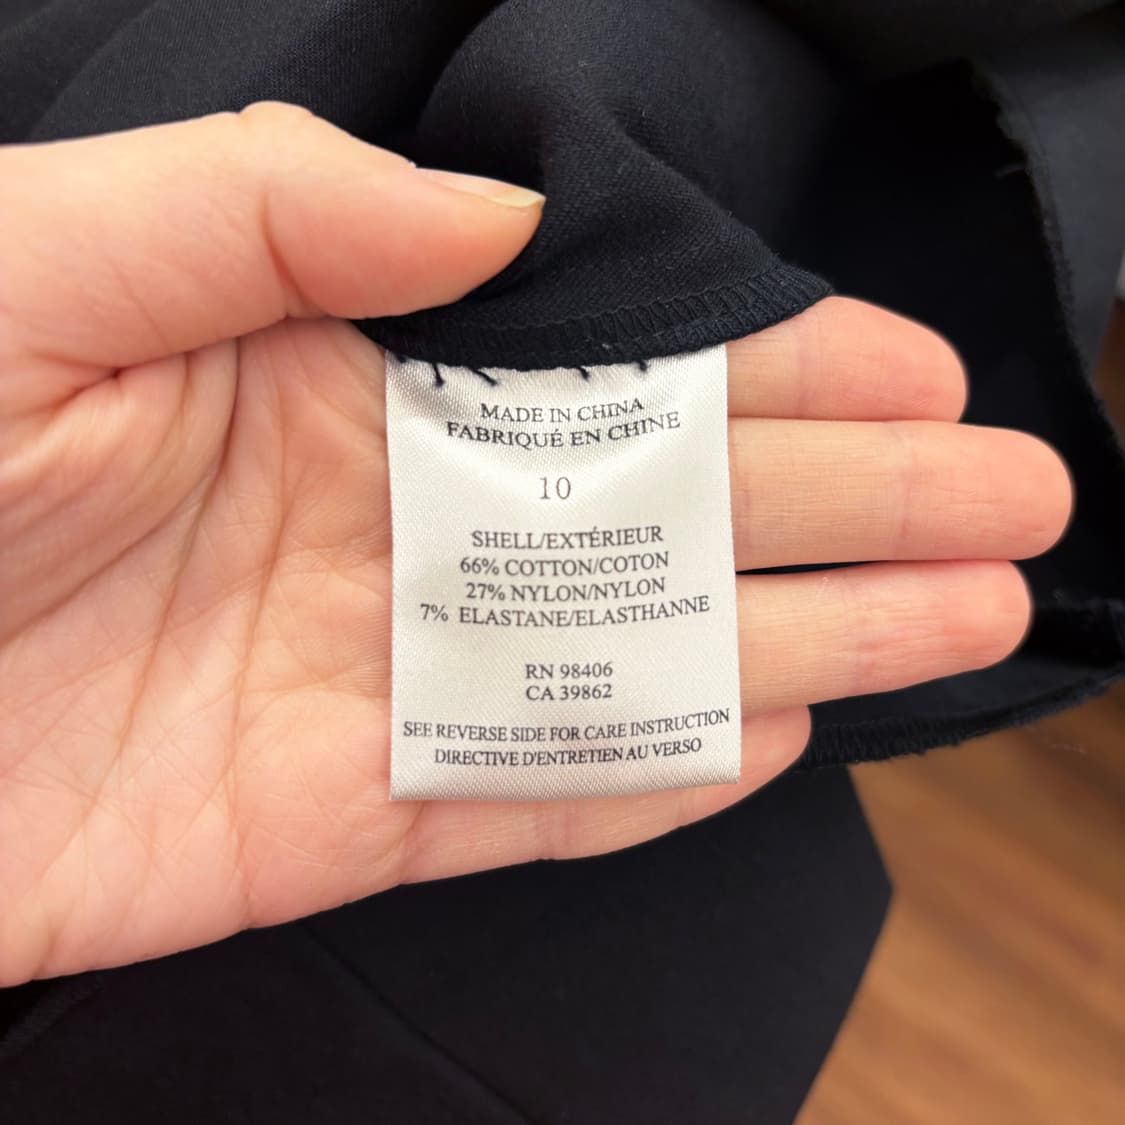 MADE IN CHINA
FABRIQUÉ EN CHINE
10
SHELL/EXTÉRIEUR
66% COTTON/COTON
27% NYLON/NYLON
7% ELASTANE/ELASTHANNE
RN 98406
CA 39862
SEE REVERSE SIDE FOR CARE INSTRUCTION
DIRECTIVE D'ENTRETIEN AU VERSO